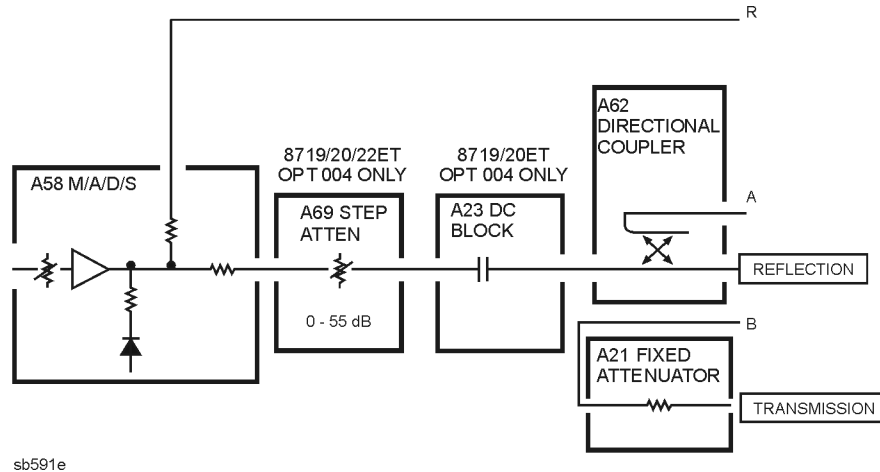 R
A62
DIRECTIONAL
COUPLER
8719/20/22ET
OPT 004 ONLY
8719/20ET
OPT 004 ONLY
A58 M/A/D/S
A69 STEP
ATTEN
A23 DC
BLOCK
A
REFLECTION
0 - 55 dB
B
A21 FIXED
ATTENUATOR
TRANSMISSION
sb591e